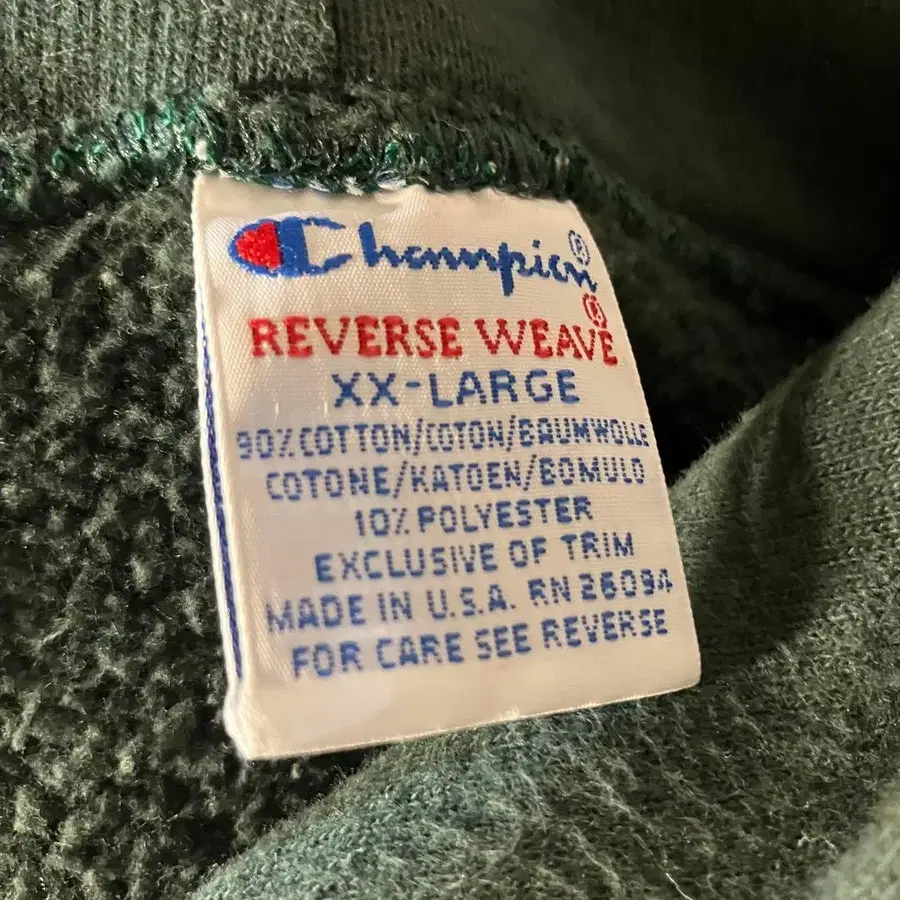 Champion®
REVERSE WEAVE®
XX-LARGE
90% COTTON/COTON/BAUMWOLLE
COTONE/KATOEN/BOMULD
10% POLYESTER
EXCLUSIVE OF TRIM
MADE IN U.S.A. RN 26094
FOR CARE SEE REVERSE